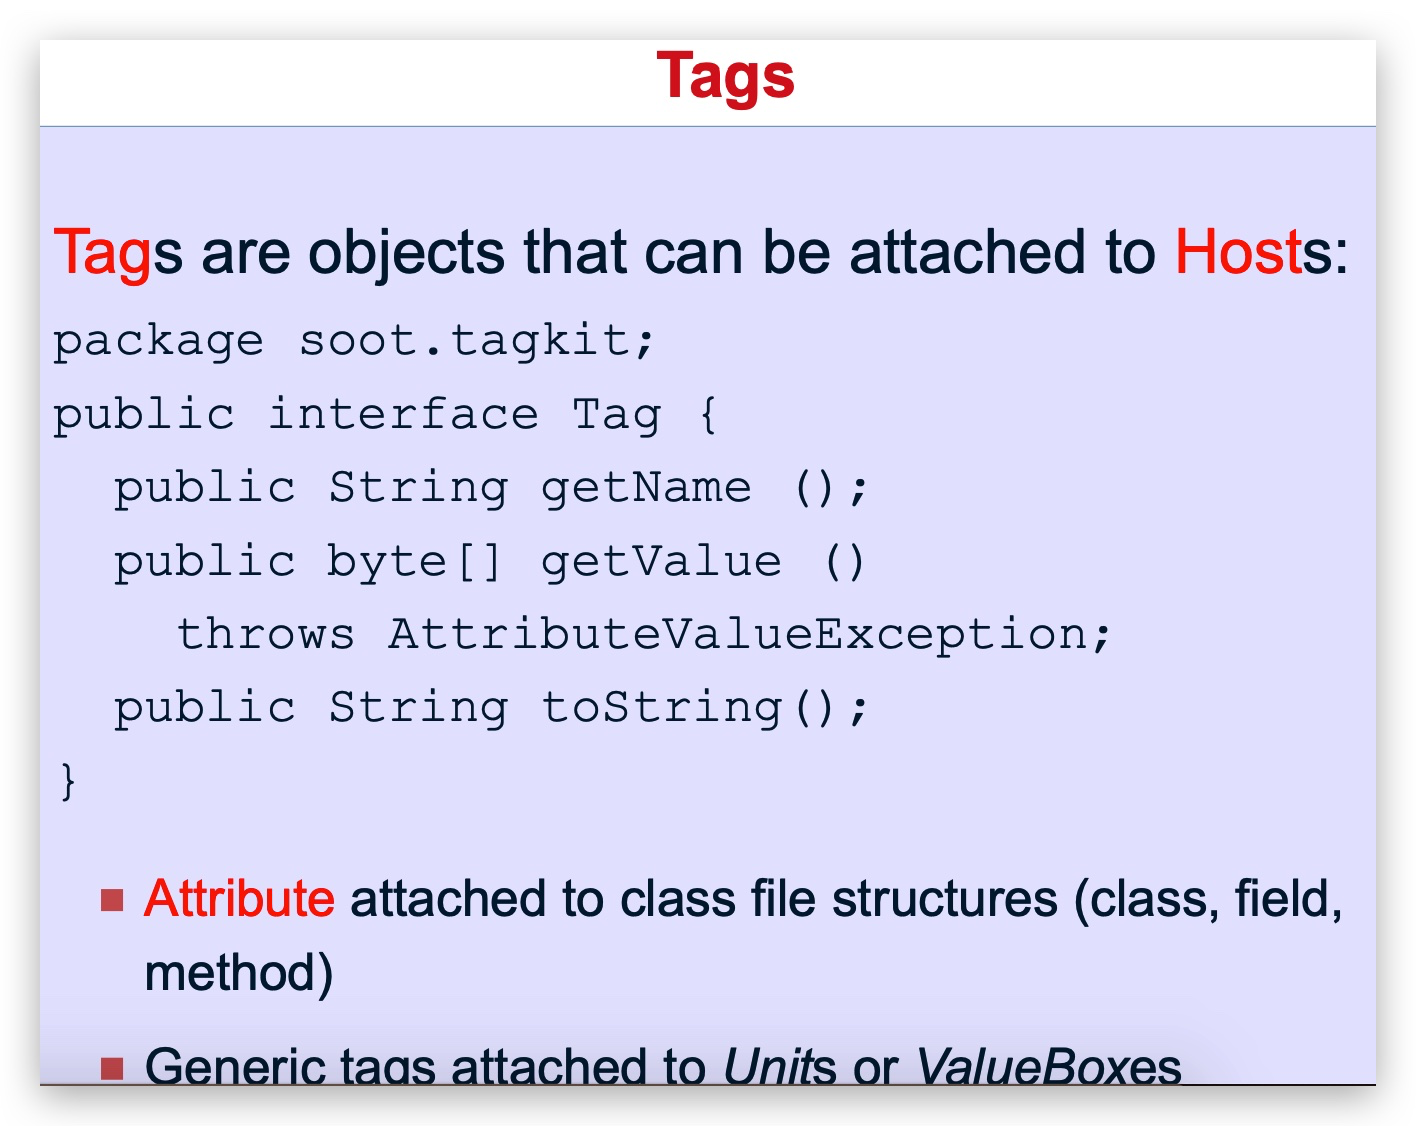 Tags
Tags are objects that can be attached to Hosts:
package soot.tagkit;
public interface Tag {
public String getName ();
public byte[] getValue ()
throws AttributeValueException;
public String toString();
}
Attribute attached to class file structures (class, field,
method)
Generic tags attached to Units or ValueBoxes